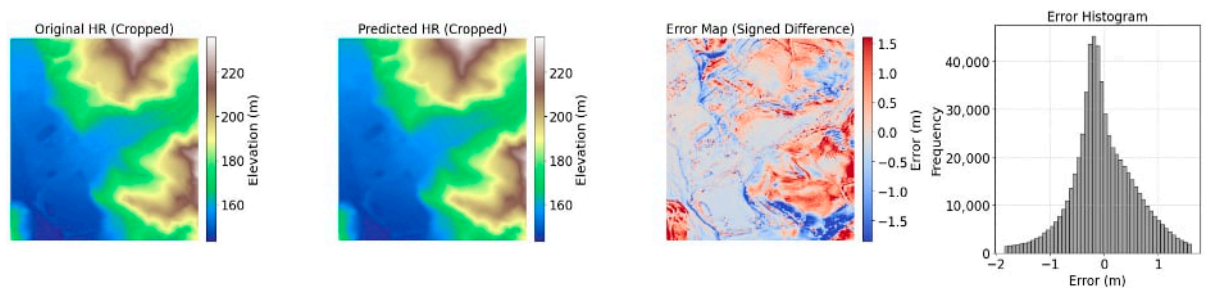 Original HR (Cropped)
220
200
180
160
Elevation (m)
Predicted HR (Cropped)
220
200
180
160
Elevation (m)
Error Map (Signed Difference)
1.5
1.0
0.5
0.0
−0.5
−1.0
−1.5
Error (m)
Error Histogram
40,000
30,000
20,000
10,000
0
Frequency
−2
−1
0
1
Error (m)